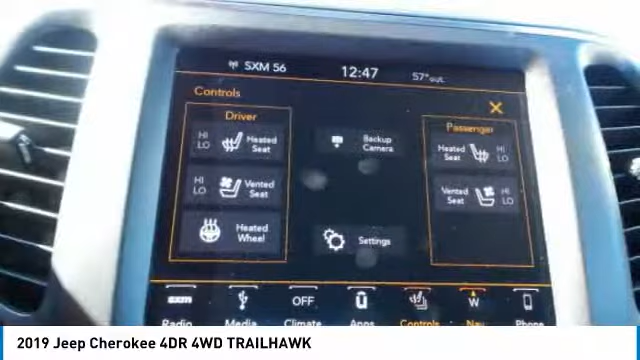 SXM 56
12:47
57° out
Controls
Driver
HI
LO
Heated
Seat
HI
LO
Vented
Seat
Heated
Wheel
Backup
Camera
Settings
Passenger
Heated
Seat
HI
LO
Vented
Seat
HI
LO
sxm
OFF
W
Radio
Media
Climate
Apps
Controls
Nav
Phone
2019 Jeep Cherokee 4DR 4WD TRAILHAWK